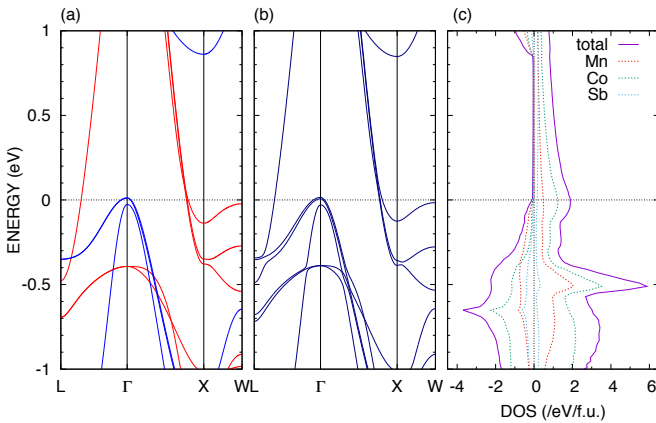 (a) (b) (c)
ENERGY (eV)
1
0.5
0
-0.5
-1
L Γ X W L Γ X W
total
Mn
Co
Sb
-4 -2 0 2 4 6
DOS (/eV/f.u.)